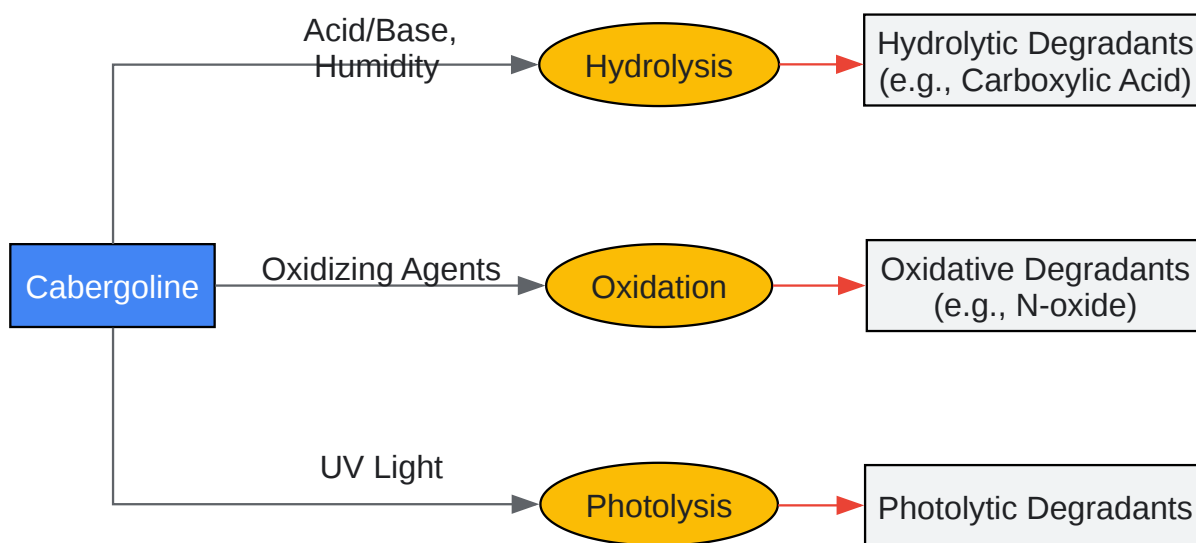 Acid/Base,
Humidity
Hydrolysis
Hydrolytic Degradants
(e.g., Carboxylic Acid)
Cabergoline
Oxidizing Agents
Oxidation
Oxidative Degradants
(e.g., N-oxide)
UV Light
Photolysis
Photolytic Degradants